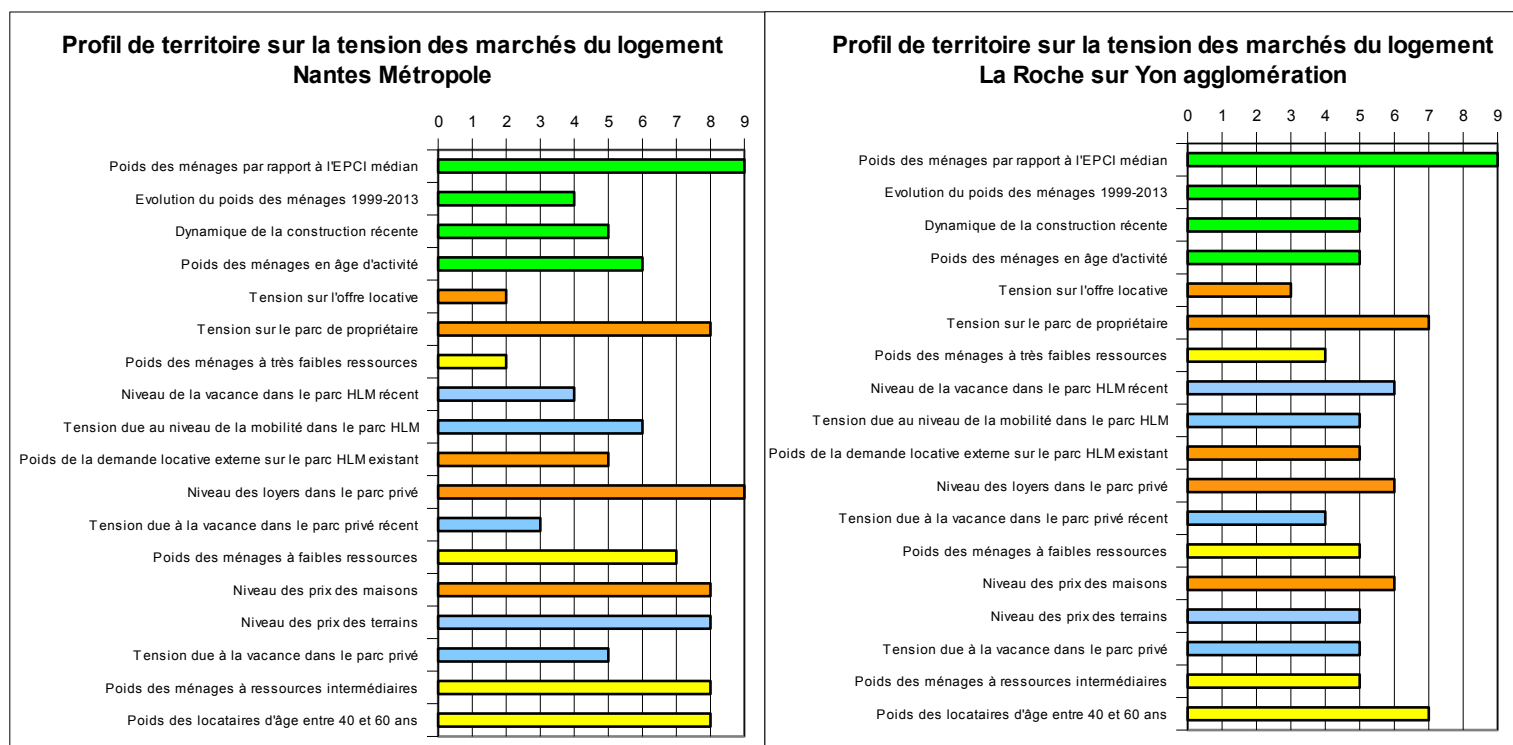 Profil de territoire sur la tension des marchés du logement
Nantes Métropole
0 1 2 3 4 5 6 7 8 9
Poids des ménages par rapport à l'EPCI médian
Evolution du poids des ménages 1999-2013
Dynamique de la construction récente
Poids des ménages en âge d'activité
Tension sur l'offre locative
Tension sur le parc de propriétaire
Poids des ménages à très faibles ressources
Niveau de la vacance dans le parc HLM récent
Tension due au niveau de la mobilité dans le parc HLM
Poids de la demande locative externe sur le parc HLM existant
Niveau des loyers dans le parc privé
Tension due à la vacance dans le parc privé récent
Poids des ménages à faibles ressources
Niveau des prix des maisons
Niveau des prix des terrains
Tension due à la vacance dans le parc privé
Poids des ménages à ressources intermédiaires
Poids des locataires d'âge entre 40 et 60 ans
Profil de territoire sur la tension des marchés du logement
La Roche sur Yon agglomération
0 1 2 3 4 5 6 7 8 9
Poids des ménages par rapport à l'EPCI médian
Evolution du poids des ménages 1999-2013
Dynamique de la construction récente
Poids des ménages en âge d'activité
Tension sur l'offre locative
Tension sur le parc de propriétaire
Poids des ménages à très faibles ressources
Niveau de la vacance dans le parc HLM récent
Tension due au niveau de la mobilité dans le parc HLM
Poids de la demande locative externe sur le parc HLM existant
Niveau des loyers dans le parc privé
Tension due à la vacance dans le parc privé récent
Poids des ménages à faibles ressources
Niveau des prix des maisons
Niveau des prix des terrains
Tension due à la vacance dans le parc privé
Poids des ménages à ressources intermédiaires
Poids des locataires d'âge entre 40 et 60 ans